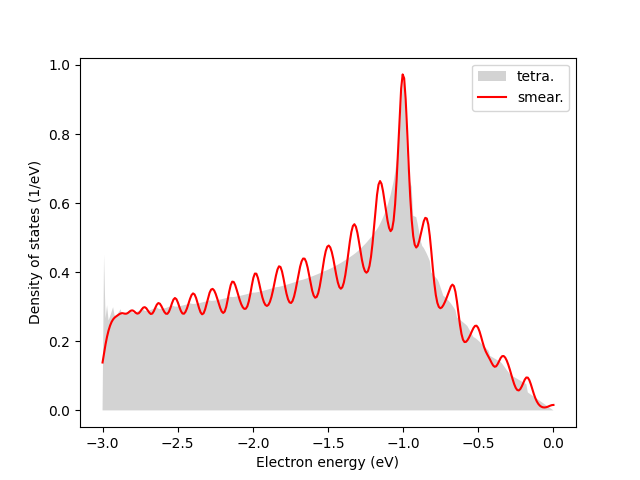 1.0
0.8
0.6
0.4
0.2
0.0
Density of states (1/eV)
tetra.
smear.
−3.0 −2.5 −2.0 −1.5 −1.0 −0.5 0.0
Electron energy (eV)